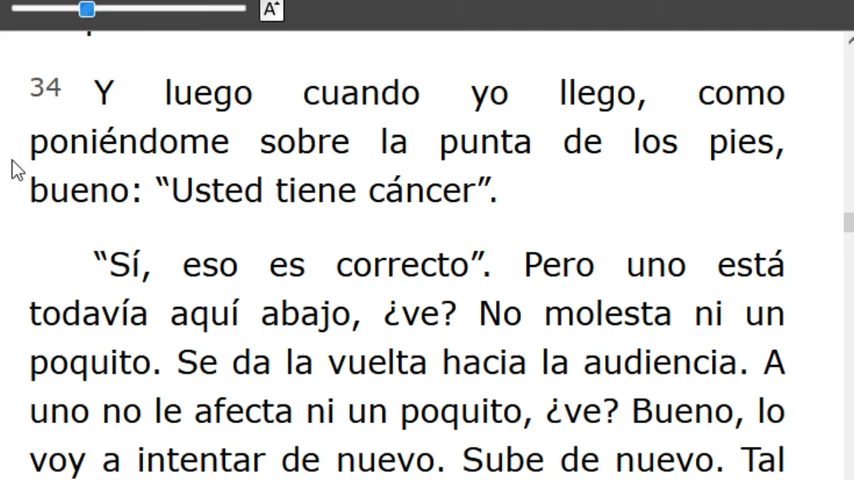 A
34 Y luego cuando yo llego, como
poniéndome sobre la punta de los pies,
bueno: “Usted tiene cáncer”.
“Sí, eso es correcto”. Pero uno está
todavía aquí abajo, ¿ve? No molesta ni un
poquito. Se da la vuelta hacia la audiencia. A
uno no le afecta ni un poquito, ¿ve? Bueno, lo
voy a intentar de nuevo. Sube de nuevo. Tal